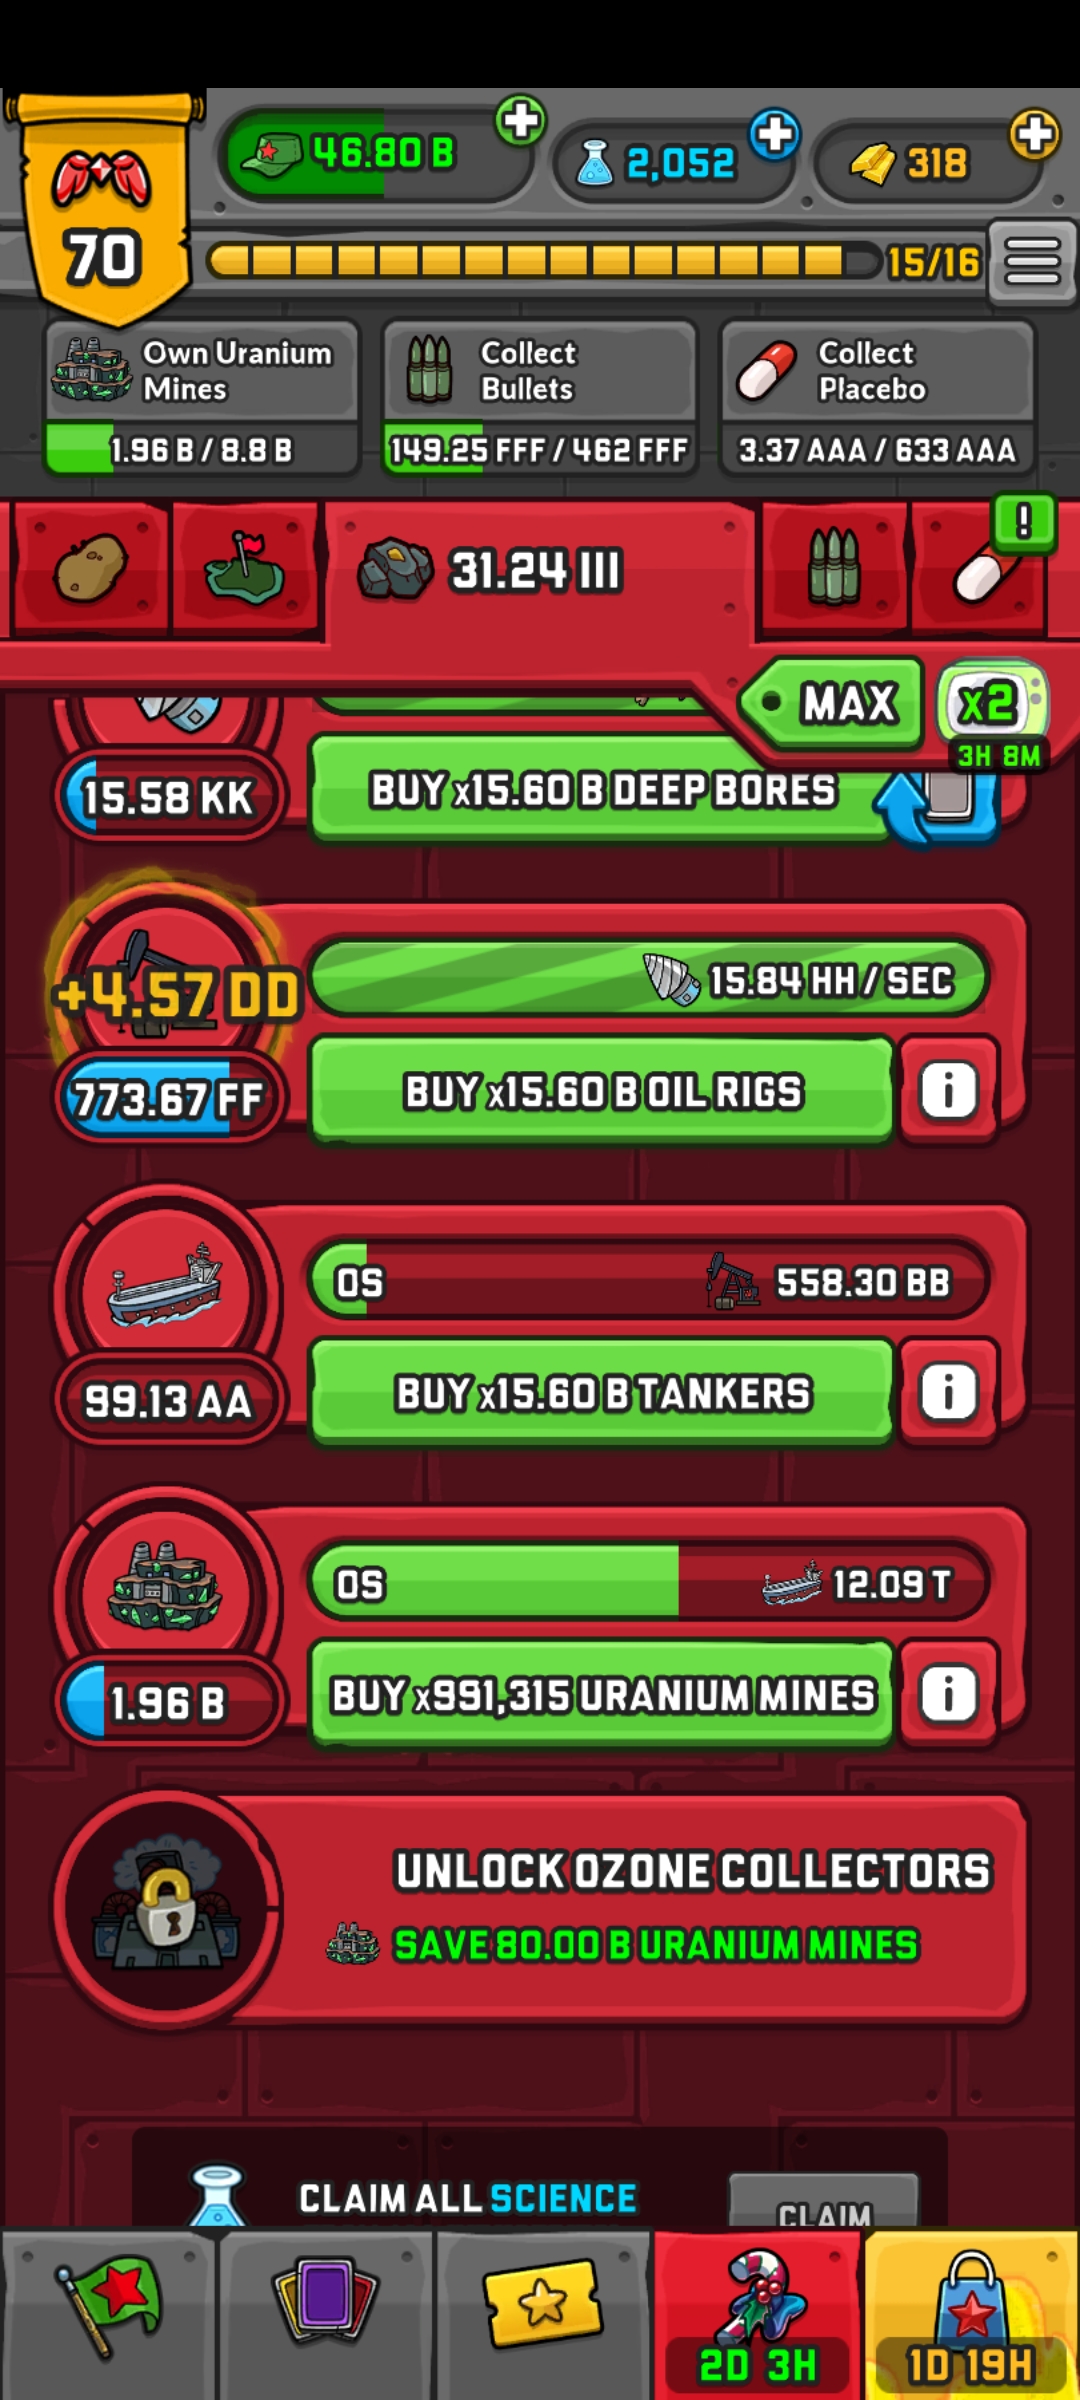 46.80 B
2,052
318
70
15/16
Own Uranium
Mines
1.96 B / 8.8 B
Collect
Bullets
149.25 FFF / 462 FFF
Collect
Placebo
3.37 AAA / 633 AAA
31.24 III
!
MAX
x2
3H 8M
15.58 KK
BUY x15.60 B DEEP BORES
+4.57 DD
15.84 HH / SEC
773.67 FF
BUY x15.60 B OIL RIGS
i
0S
558.30 BB
99.13 AA
BUY x15.60 B TANKERS
i
0S
12.09 T
1.96 B
BUY x991,315 URANIUM MINES
i
UNLOCK OZONE COLLECTORS
SAVE 80.00 B URANIUM MINES
CLAIM ALL SCIENCE
CLAIM
2D 3H
1D 19H